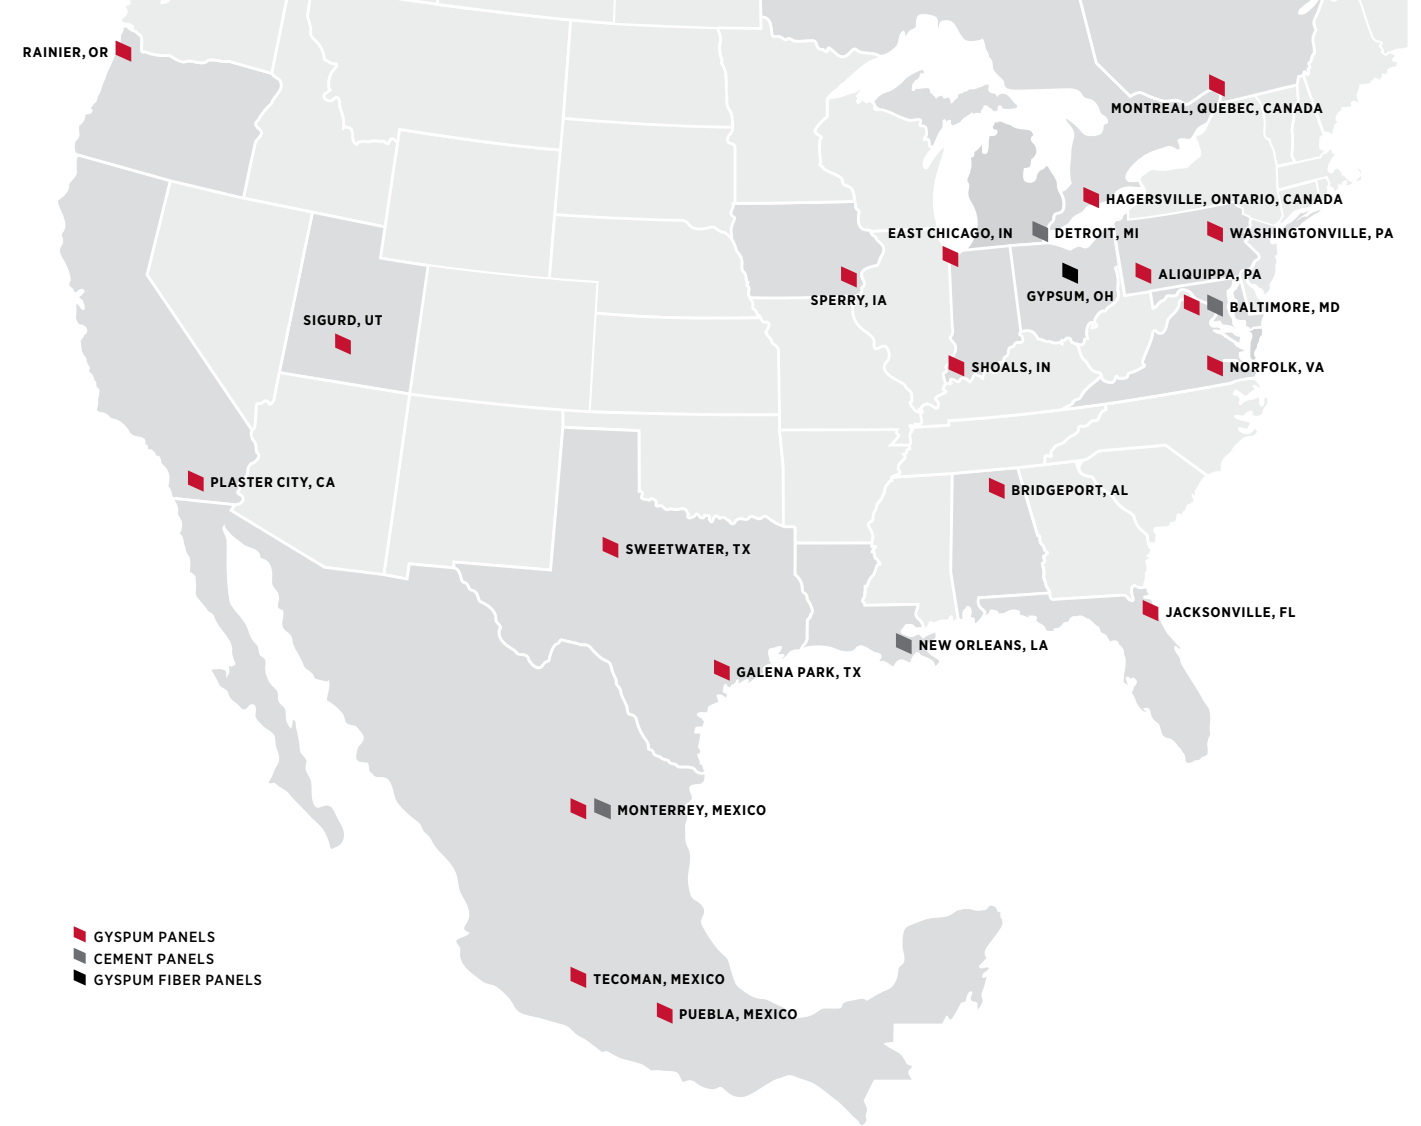 RAINIER, OR
MONTREAL, QUEBEC, CANADA
HAGERSVILLE, ONTARIO, CANADA
EAST CHICAGO, IN
DETROIT, MI
WASHINGTONVILLE, PA
ALIQUIPPA, PA
SPERRY, IA
GYPSUM, OH
BALTIMORE, MD
SIGURD, UT
SHOALS, IN
NORFOLK, VA
PLASTER CITY, CA
BRIDGEPORT, AL
SWEETWATER, TX
JACKSONVILLE, FL
NEW ORLEANS, LA
GALENA PARK, TX
MONTERREY, MEXICO
GYSPUM PANELS
CEMENT PANELS
GYSPUM FIBER PANELS
TECOMAN, MEXICO
PUEBLA, MEXICO